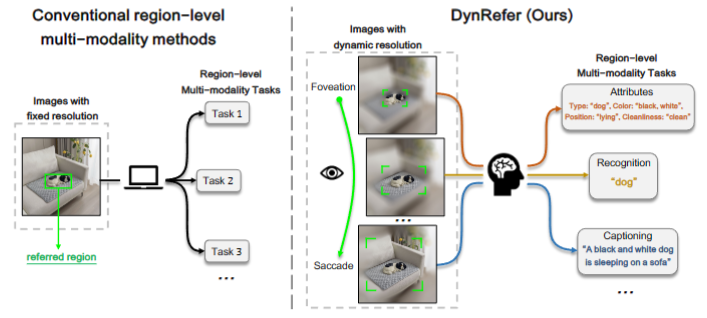 Conventional region-level
multi-modality methods
Images with
fixed resolution
referred region
Region-level
Multi-modality Tasks
Task 1
Task 2
Task 3
...
DynRefer (Ours)
Images with
dynamic resolution
Foveation
Saccade
...
Region-level
Multi-modality Tasks
Attributes
Type: "dog", Color: "black, white",
Position: "lying", Cleanliness: "clean"
Recognition
"dog"
Captioning
"A black and white dog
is sleeping on a sofa"
...